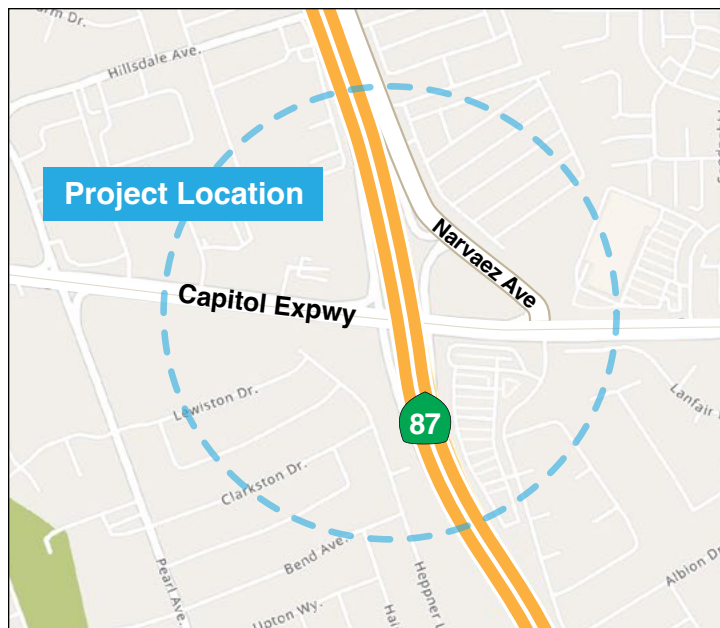 Hillsdale Ave.
Project Location
Narvaez Ave
Capitol Expwy
Lewiston Dr.
87
Lanfair
Clarkston Dr.
Bend Ave.
Pearl Ave.
Upton Wy.
Heppner
Albion Dr.